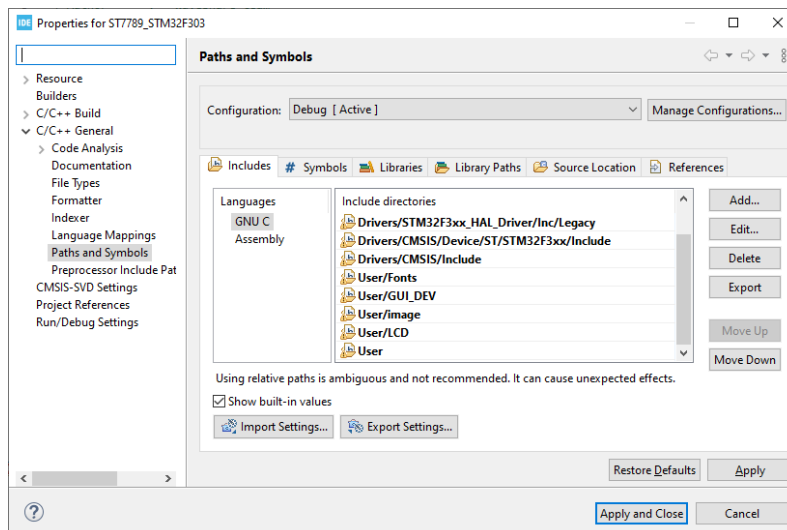 IDE Properties for ST7789_STM32F303
Paths and Symbols
Resource
Builders
C/C++ Build
C/C++ General
Code Analysis
Documentation
File Types
Formatter
Indexer
Language Mappings
Paths and Symbols
Preprocessor Include Pat
CMSIS-SVD Settings
Project References
Run/Debug Settings
Configuration: Debug [ Active ] Manage Configurations...
Includes # Symbols Libraries Library Paths Source Location References
Languages
GNU C
Assembly
Include directories
Drivers/STM32F3xx_HAL_Driver/Inc/Legacy
Drivers/CMSIS/Device/ST/STM32F3xx/Include
Drivers/CMSIS/Include
User/Fonts
User/GUI_DEV
User/image
User/LCD
User
Add...
Edit...
Delete
Export
Move Up
Move Down
Using relative paths is ambiguous and not recommended. It can cause unexpected effects.
Show built-in values
Import Settings... Export Settings...
Restore Defaults Apply
? Apply and Close Cancel